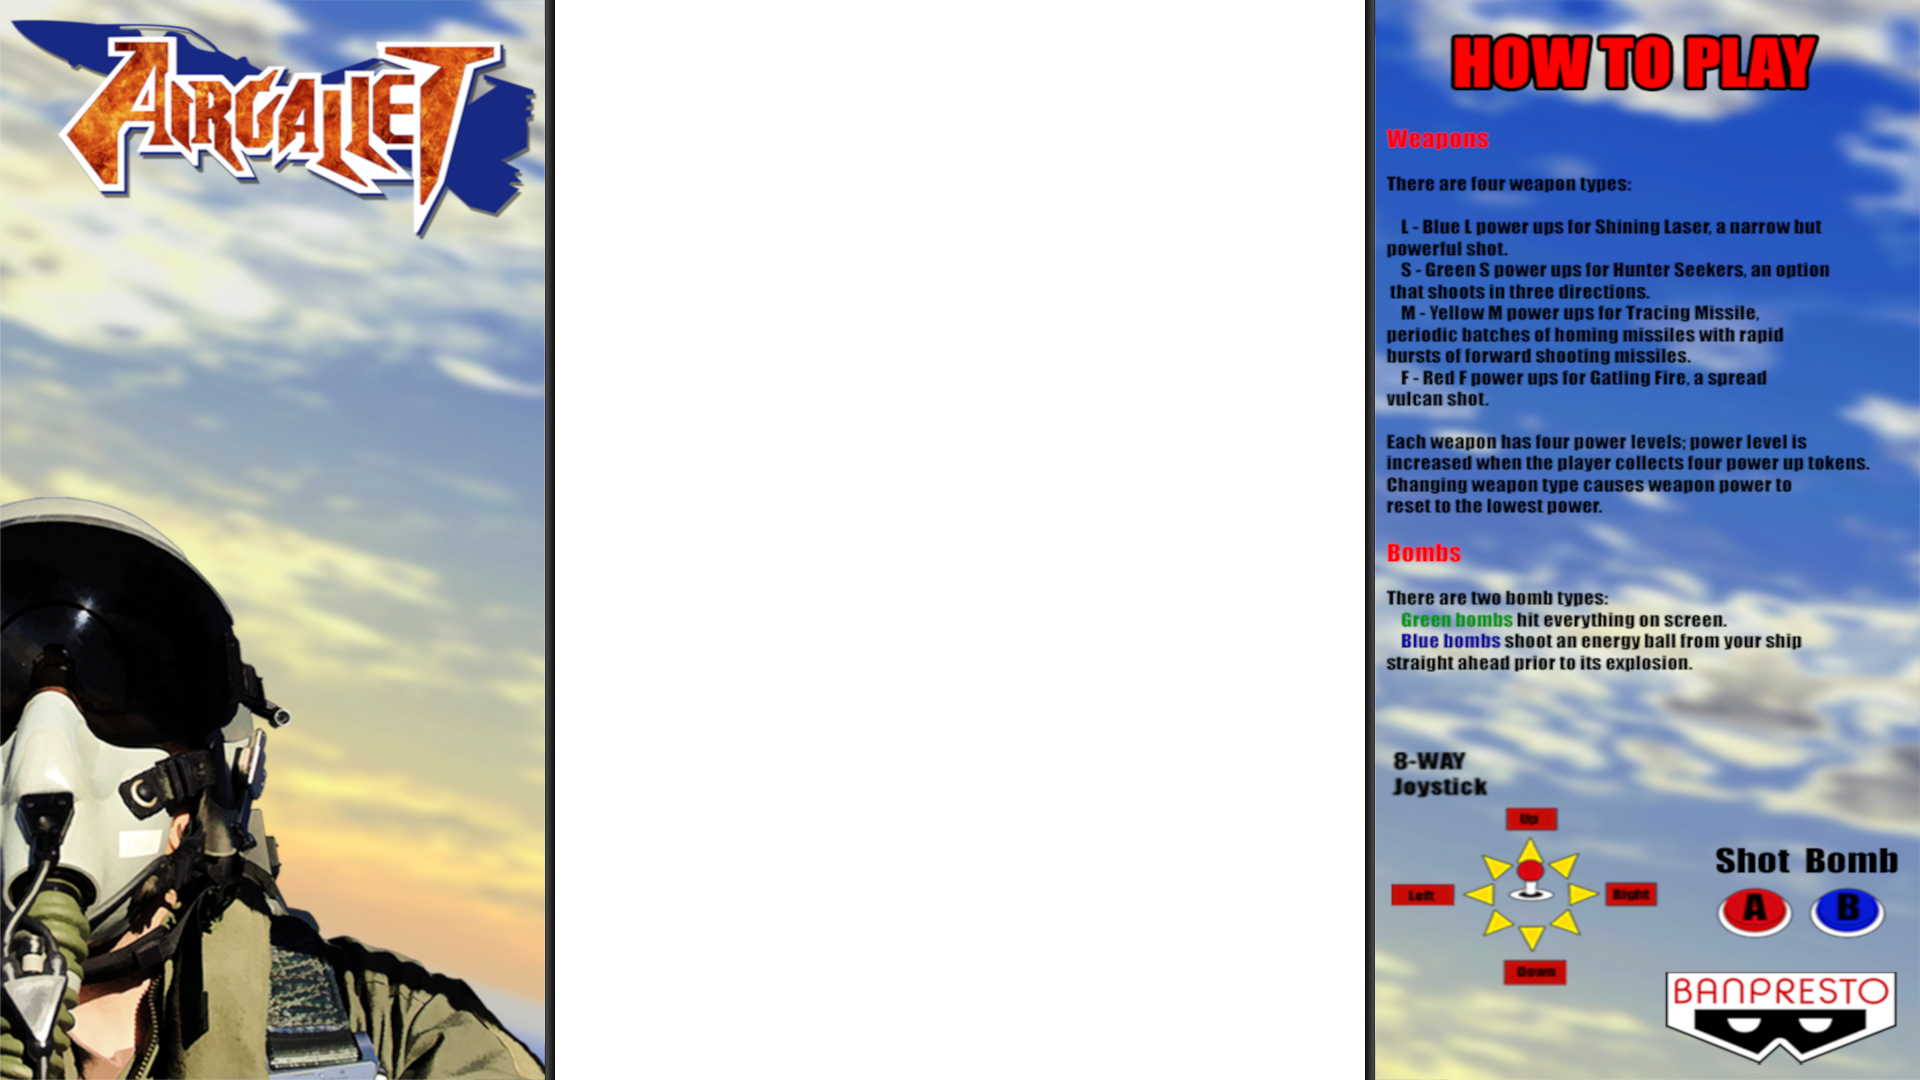 AIRGALLET
HOW TO PLAY
Weapons
There are four weapon types:
L - Blue L power ups for Shining Laser, a narrow but
powerful shot.
S - Green S power ups for Hunter Seekers, an option
that shoots in three directions.
M - Yellow M power ups for Tracing Missile,
periodic batches of homing missiles with rapid
bursts of forward shooting missiles.
F - Red F power ups for Gatling Fire, a spread
vulcan shot.
Each weapon has four power levels; power level is
increased when the player collects four power up tokens.
Changing weapon type causes weapon power to
reset to the lowest power.
Bombs
There are two bomb types:
Green bombs hit everything on screen.
Blue bombs shoot an energy ball from your ship
straight ahead prior to its explosion.
8-WAY
Joystick
Up
Left
Right
Down
Shot Bomb
A B
BANPRESTO